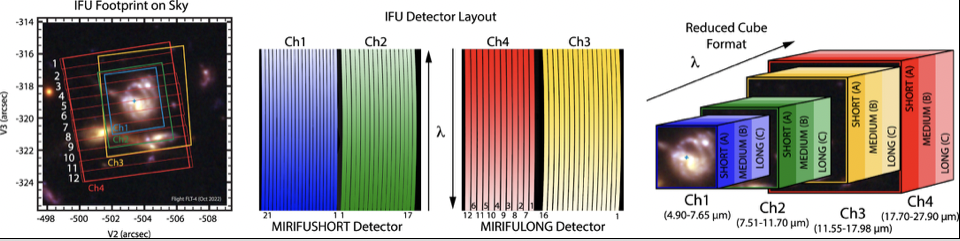 IFU Footprint on Sky
-314
-316
-318
-320
-322
-324
V3 (arcsec)
1
2
3
4
5
6
7
8
9
10
11
12
Ch1
Ch3
Ch4
Flight FLT-4 (Oct 2022)
-498 -500 -502 -504 -506 -508
V2 (arcsec)
IFU Detector Layout
Ch1 Ch2
21 1 1 17
MIRIFUSHORT Detector
λ
Ch4 Ch3
6 5 4 3 2 1
12 11 10 9 8 7 16 1
MIRIFULONG Detector
Reduced Cube
Format
λ
SHORT (A)
MEDIUM (B)
LONG (C)
SHORT (A)
MEDIUM (B)
LONG (C)
SHORT (A)
MEDIUM (B)
LONG (C)
SHORT (A)
MEDIUM (B)
LONG (C)
Ch1
(4.90-7.65 μm)
Ch2
(7.51-11.70 μm)
Ch3
(11.55-17.98 μm)
Ch4
(17.70-27.90 μm)